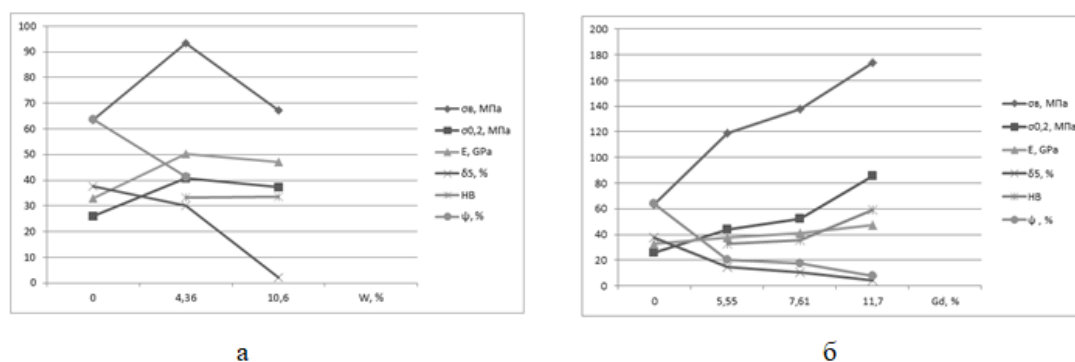 100
90
80
70
60
50
40
30
20
10
0
0 4,36 10,6 W, %
σв, МПа
σ0,2, МПа
E, GPa
δ5, %
HB
ψ, %
а
200
180
160
140
120
100
80
60
40
20
0
0 5,55 7,61 11,7 Gd, %
σв, МПа
σ0,2, МПа
E, GPa
δ5, %
HB
ψ , %
б